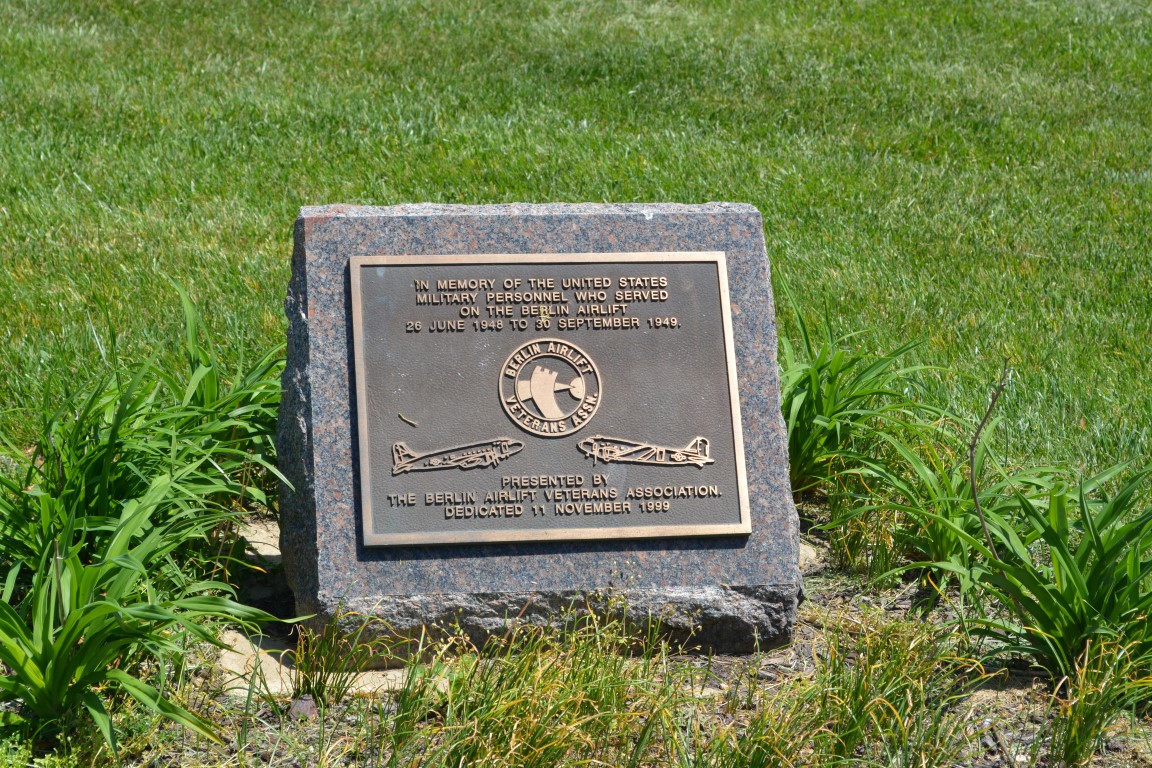 IN MEMORY OF THE UNITED STATES
MILITARY PERSONNEL WHO SERVED
ON THE BERLIN AIRLIFT
26 JUNE 1948 TO 30 SEPTEMBER 1949.
BERLIN AIRLIFT
VETERANS ASSN.
PRESENTED BY
THE BERLIN AIRLIFT VETERANS ASSOCIATION.
DEDICATED 11 NOVEMBER 1999